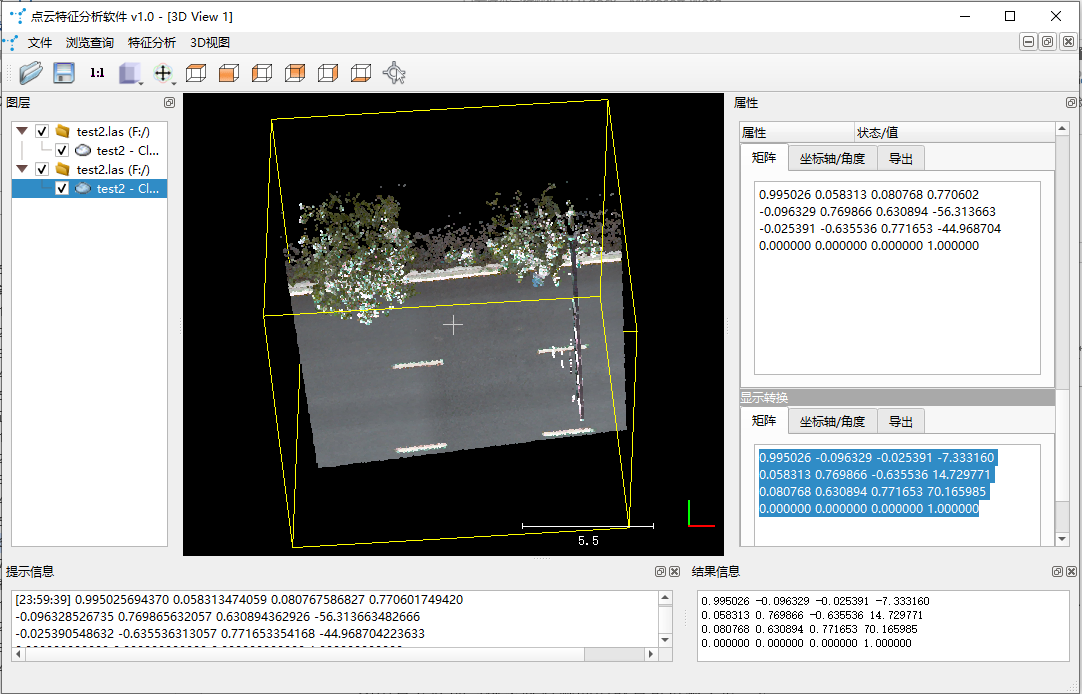 点云特征分析软件 v1.0 - [3D View 1]
文件 浏览查询 特征分析 3D视图
1:1
图层
test2.las (F:/)
test2 - Cl...
test2.las (F:/)
test2 - Cl...
5.5
属性
属性 状态/值
矩阵 坐标轴/角度 导出
0.995026 0.058313 0.080768 0.770602
-0.096329 0.769866 0.630894 -56.313663
-0.025391 -0.635536 0.771653 -44.968704
0.000000 0.000000 0.000000 1.000000
显示转换
矩阵 坐标轴/角度 导出
0.995026 -0.096329 -0.025391 -7.333160
0.058313 0.769866 -0.635536 14.729771
0.080768 0.630894 0.771653 70.165985
0.000000 0.000000 0.000000 1.000000
提示信息
[23:59:39] 0.995025694370 0.058313474059 0.080767586827 0.770601749420
-0.096328526735 0.769865632057 0.630894362926 -56.313663482666
-0.025390548632 -0.635536313057 0.771653354168 -44.968704223633
结果信息
0.995026 -0.096329 -0.025391 -7.333160
0.058313 0.769866 -0.635536 14.729771
0.080768 0.630894 0.771653 70.165985
0.000000 0.000000 0.000000 1.000000